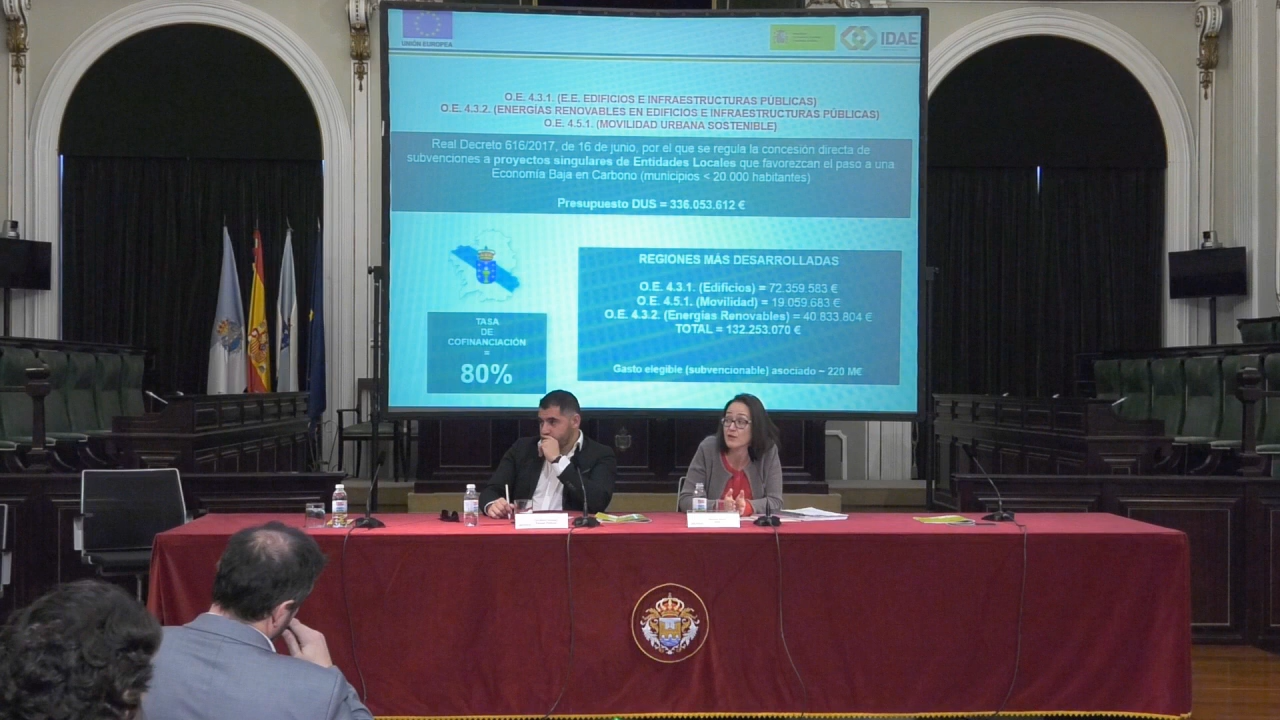 UNIÓN EUROPEA
IDAE
O.E. 4.3.1. (E.E. EDIFICIOS E INFRAESTRUCTURAS PÚBLICAS)
O.E. 4.3.2. (ENERGÍAS RENOVABLES EN EDIFICIOS E INFRAESTRUCTURAS PÚBLICAS)
O.E. 4.5.1. (MOVILIDAD URBANA SOSTENIBLE)
Real Decreto 616/2017, de 16 de junio, por el que se regula la concesión directa de
subvenciones a proyectos singulares de Entidades Locales que favorezcan el paso a una
Economía Baja en Carbono (municipios < 20 000 habitantes)
Presupuesto DUS = 336.053.612 €
TASA
DE
COFINANCIACIÓN
=
80%
REGIONES MÁS DESARROLLADAS
O.E. 4.3.1. (Edificios) = 72.359.583 €
O.E. 4.5.1. (Movilidad) = 19.059.683 €
O.E. 4.3.2. (Energías Renovables) = 40.833.804 €
TOTAL = 132.253.070 €
Gasto elegible (subvencionable) asociado ~ 220 M€